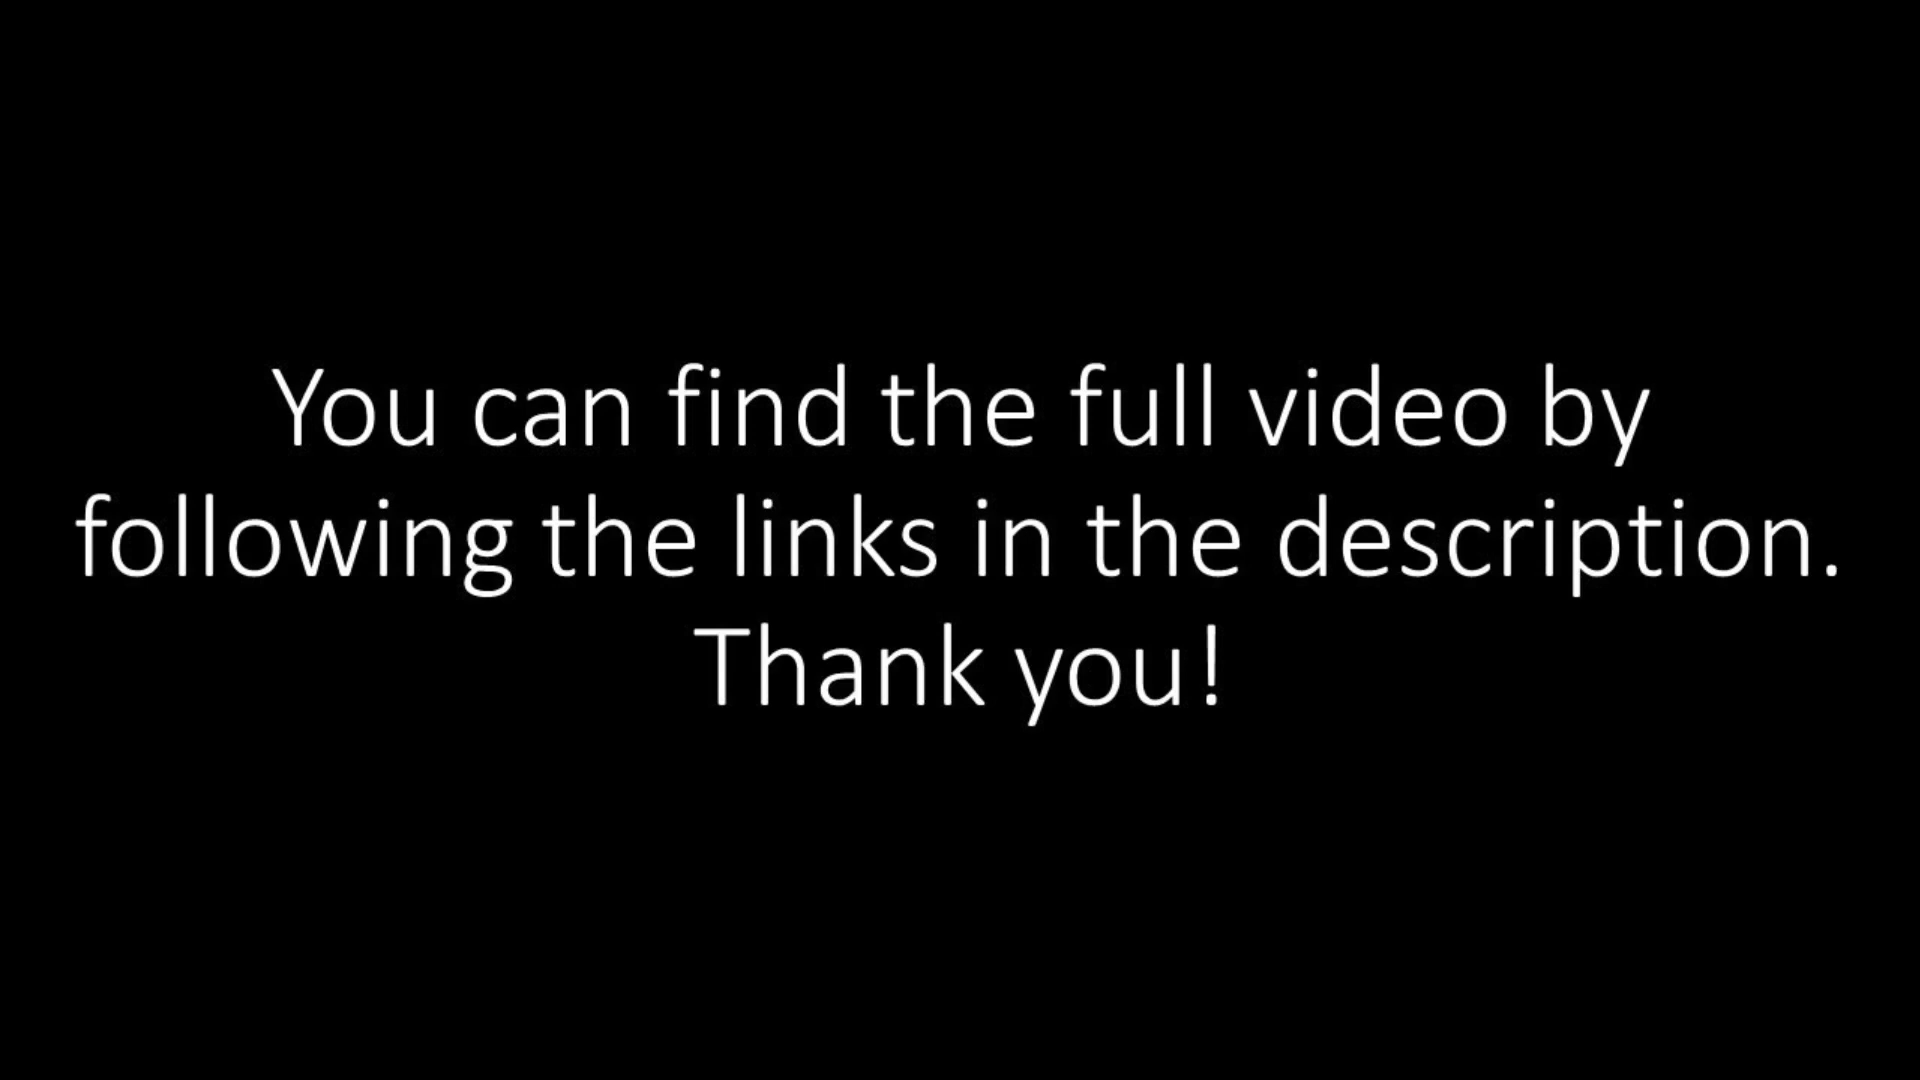 You can find the full video by
following the links in the description.
Thank you!